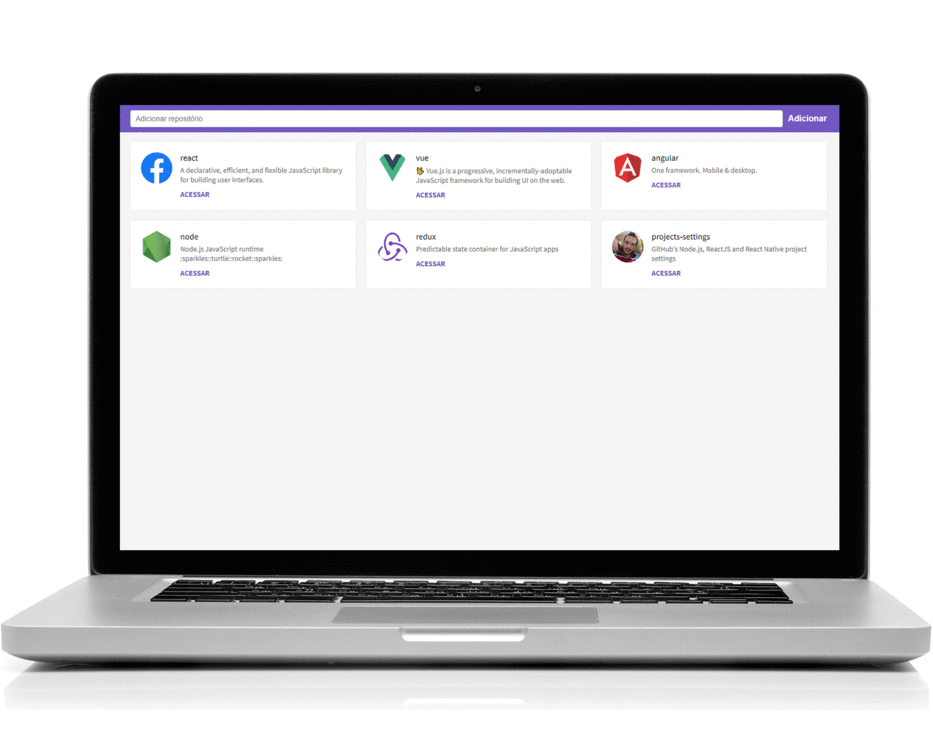 Adicionar repositório
Adicionar
react
A declarative, efficient, and flexible JavaScript library
for building user interfaces.
ACESSAR
vue
🖖 Vue.js is a progressive, incrementally-adoptable
JavaScript framework for building UI on the web.
ACESSAR
angular
One framework. Mobile & desktop.
ACESSAR
node
Node.js JavaScript runtime
:sparkles::turtle::rocket::sparkles:
ACESSAR
redux
Predictable state container for JavaScript apps
ACESSAR
projects-settings
GitHub's Node.js, ReactJS and React Native project
settings
ACESSAR